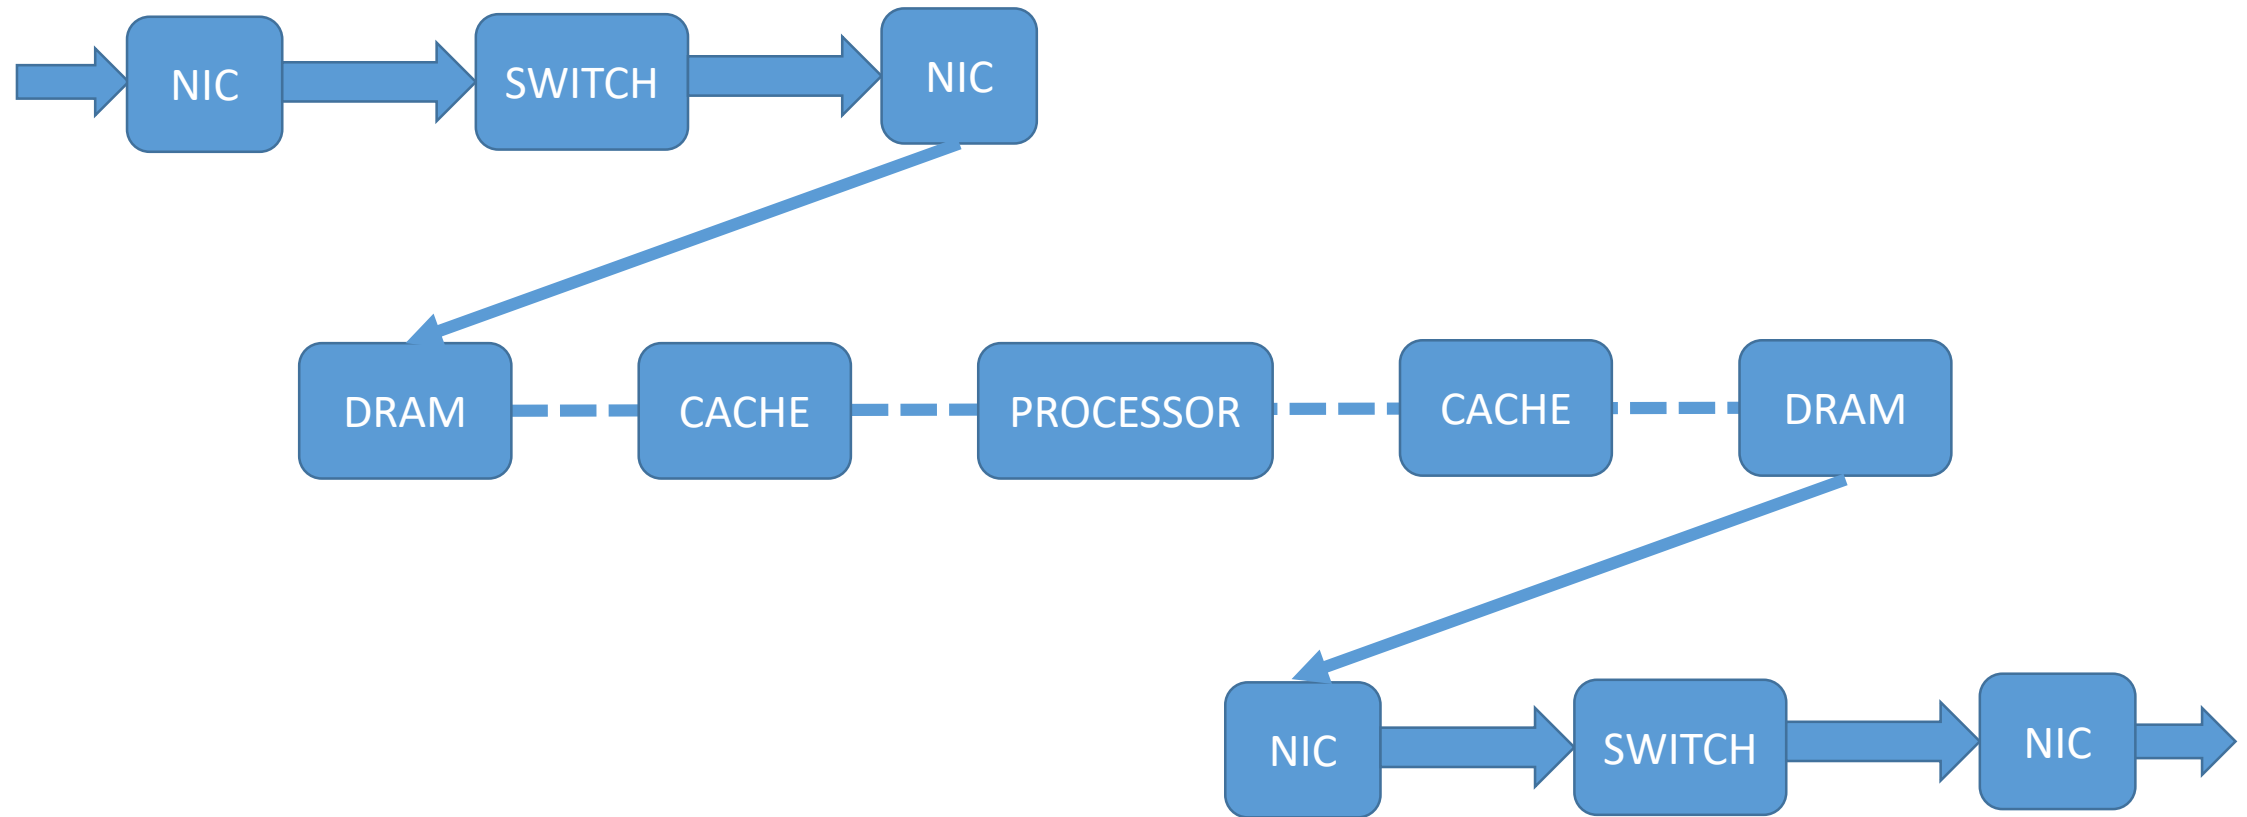 NIC
SWITCH
NIC
DRAM
CACHE
PROCESSOR
CACHE
DRAM
NIC
SWITCH
NIC